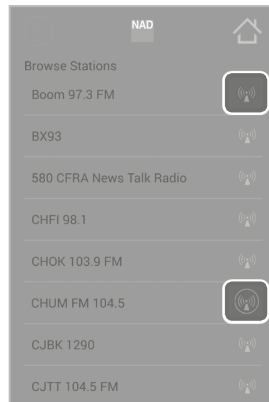 NAD
Browse Stations
Boom 97.3 FM
BX93
580 CFRA News Talk Radio
CHFI 98.1
CHOK 103.9 FM
CHUM FM 104.5
CJBK 1290
CJTT 104.5 FM